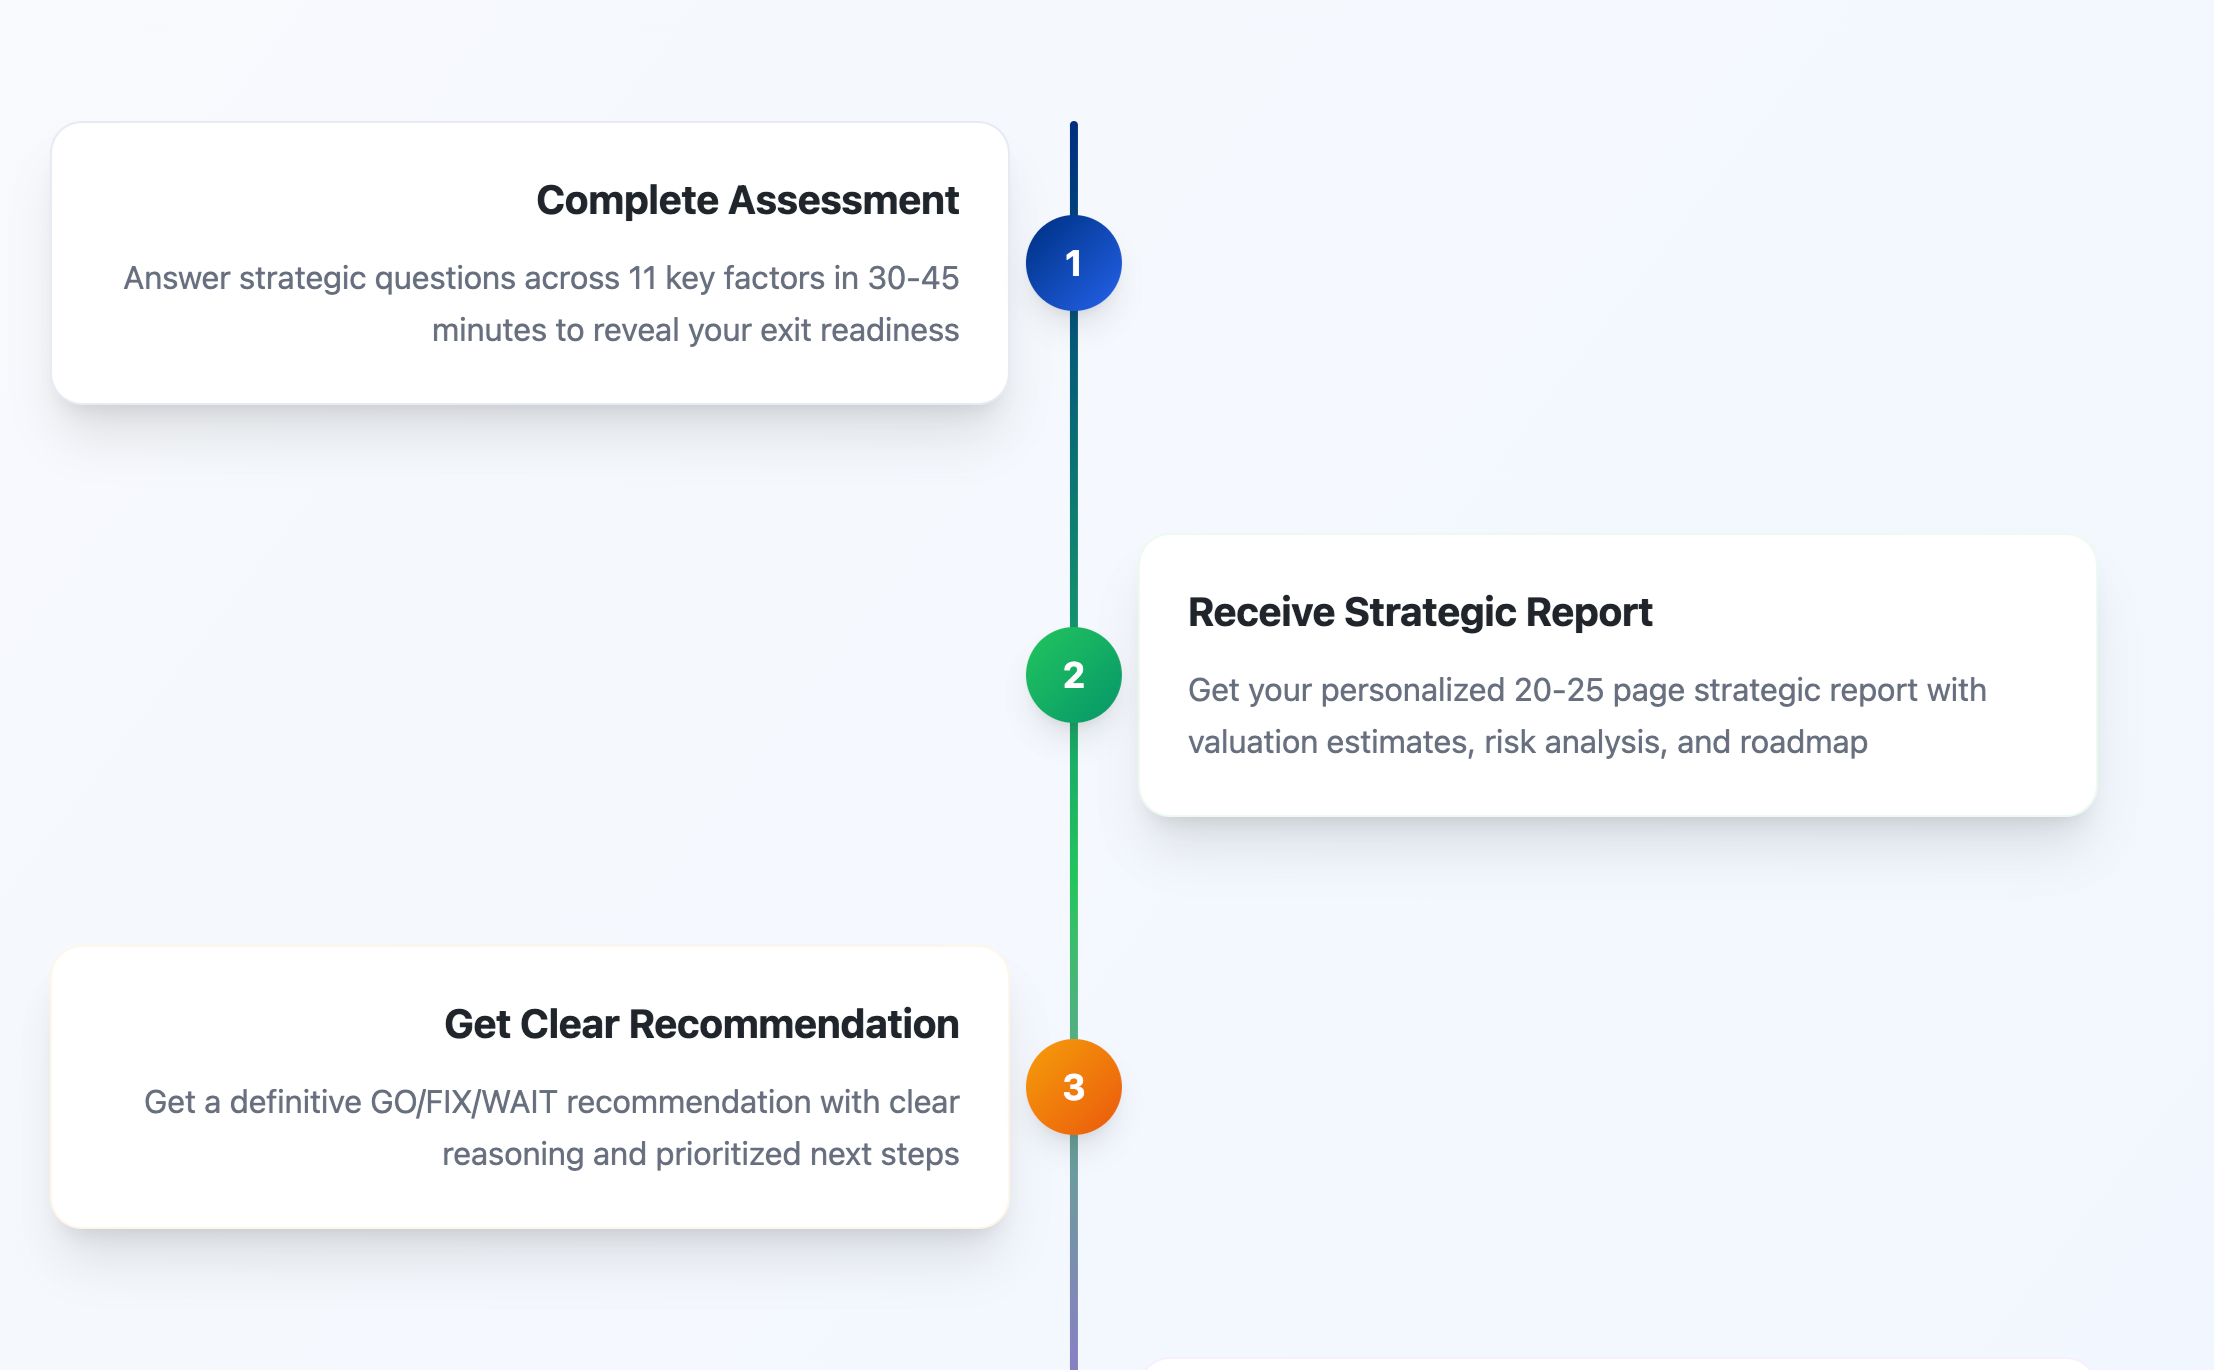 Complete Assessment
Answer strategic questions across 11 key factors in 30-45
minutes to reveal your exit readiness
1
Receive Strategic Report
Get your personalized 20-25 page strategic report with
valuation estimates, risk analysis, and roadmap
2
Get Clear Recommendation
Get a definitive GO/FIX/WAIT recommendation with clear
reasoning and prioritized next steps
3